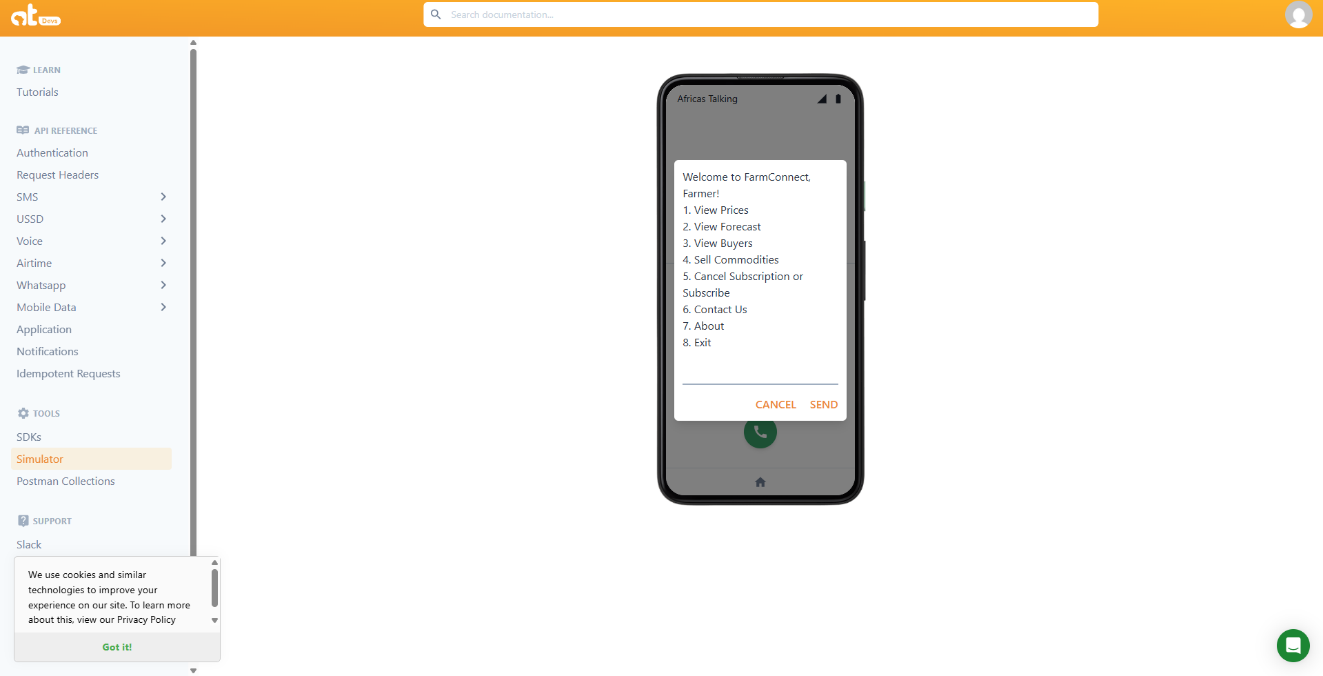 at Devs
Search documentation...
LEARN
Tutorials
API REFERENCE
Authentication
Request Headers
SMS
USSD
Voice
Airtime
Whatsapp
Mobile Data
Application
Notifications
Idempotent Requests
TOOLS
SDKs
Simulator
Postman Collections
SUPPORT
Slack
We use cookies and similar
technologies to improve your
experience on our site. To learn more
about this, view our Privacy Policy
Got it!
Africas Talking
Welcome to FarmConnect,
Farmer!
1. View Prices
2. View Forecast
3. View Buyers
4. Sell Commodities
5. Cancel Subscription or
Subscribe
6. Contact Us
7. About
8. Exit
CANCEL SEND